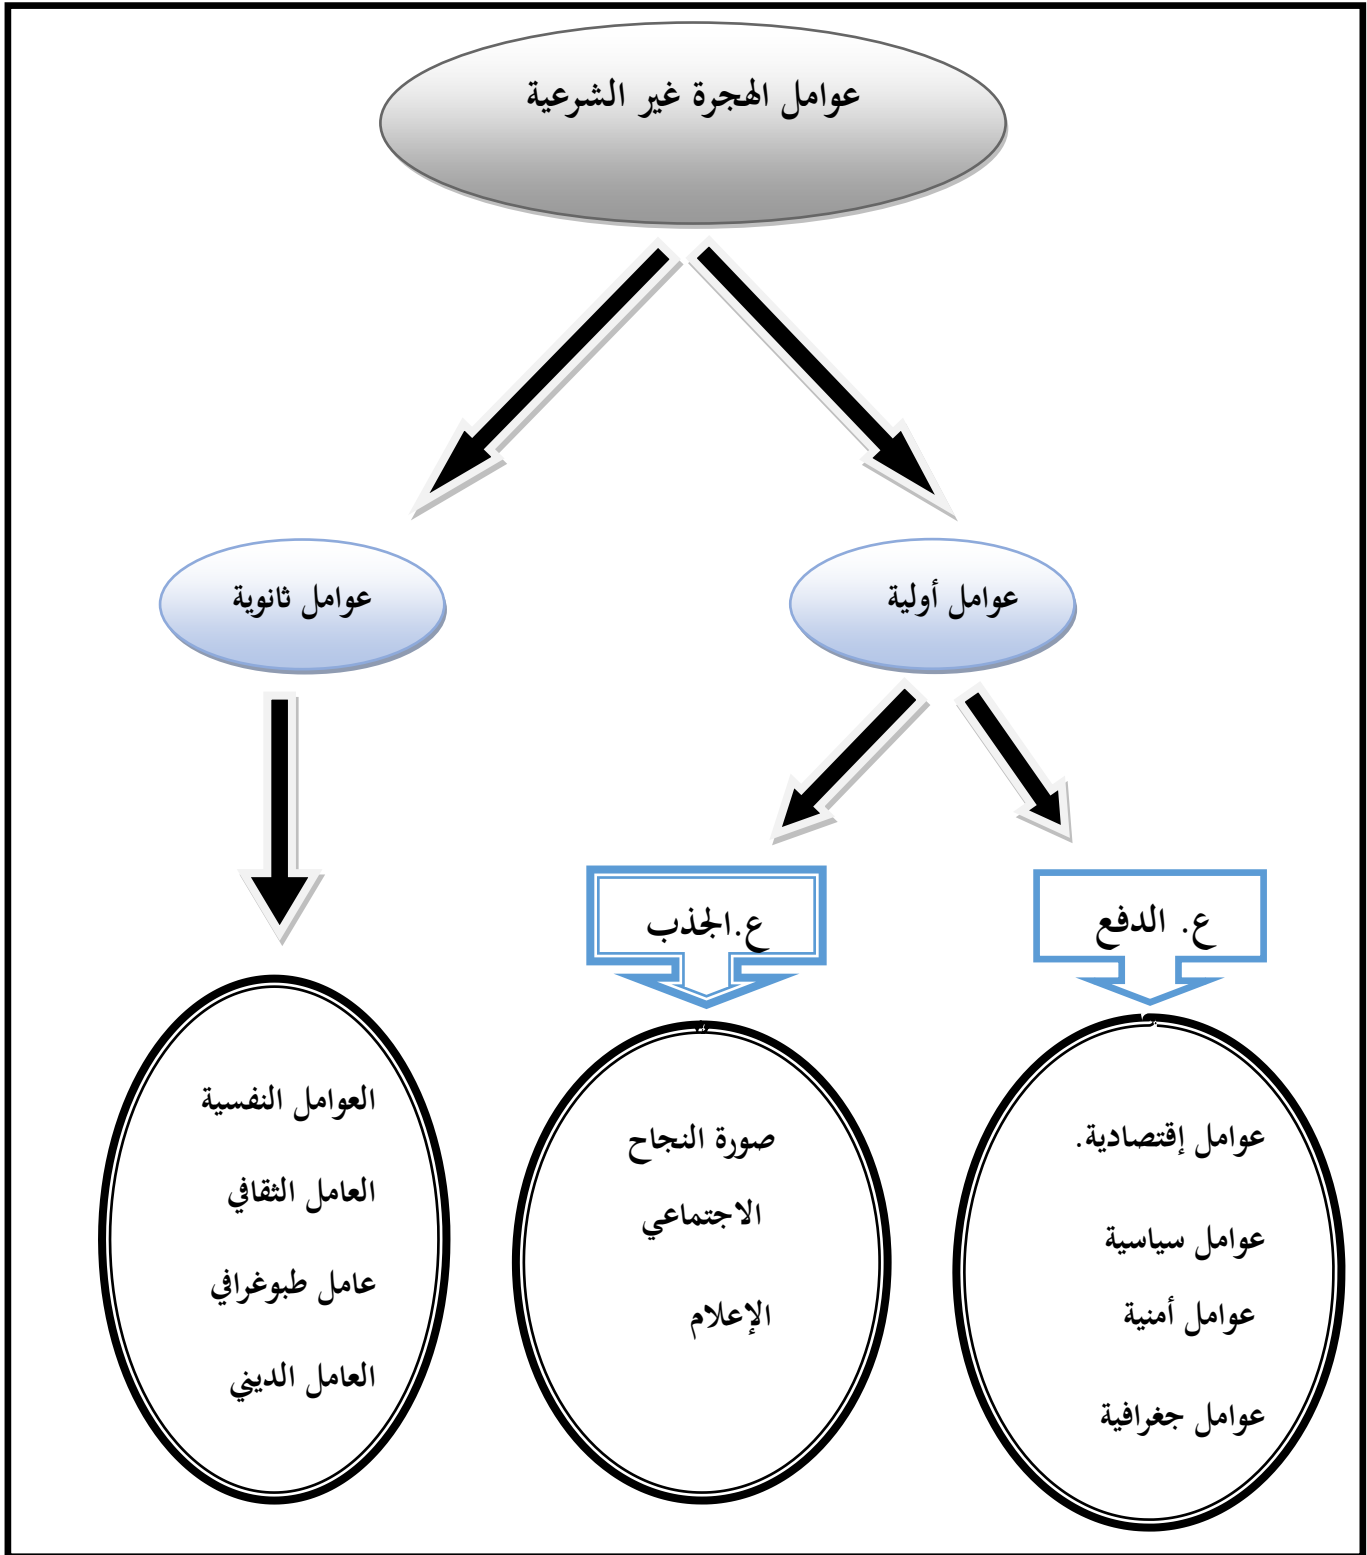 عوامل الهجرة غير الشرعية
عوامل أولية
عوامل ثانوية
ع. الدفع
ع.الجذب
عوامل إقتصادية.
عوامل سياسية
عوامل أمنية
عوامل جغرافية
صورة النجاح
الاجتماعي
الإعلام
العوامل النفسية
العامل الثقافي
عامل طبوغرافي
العامل الديني